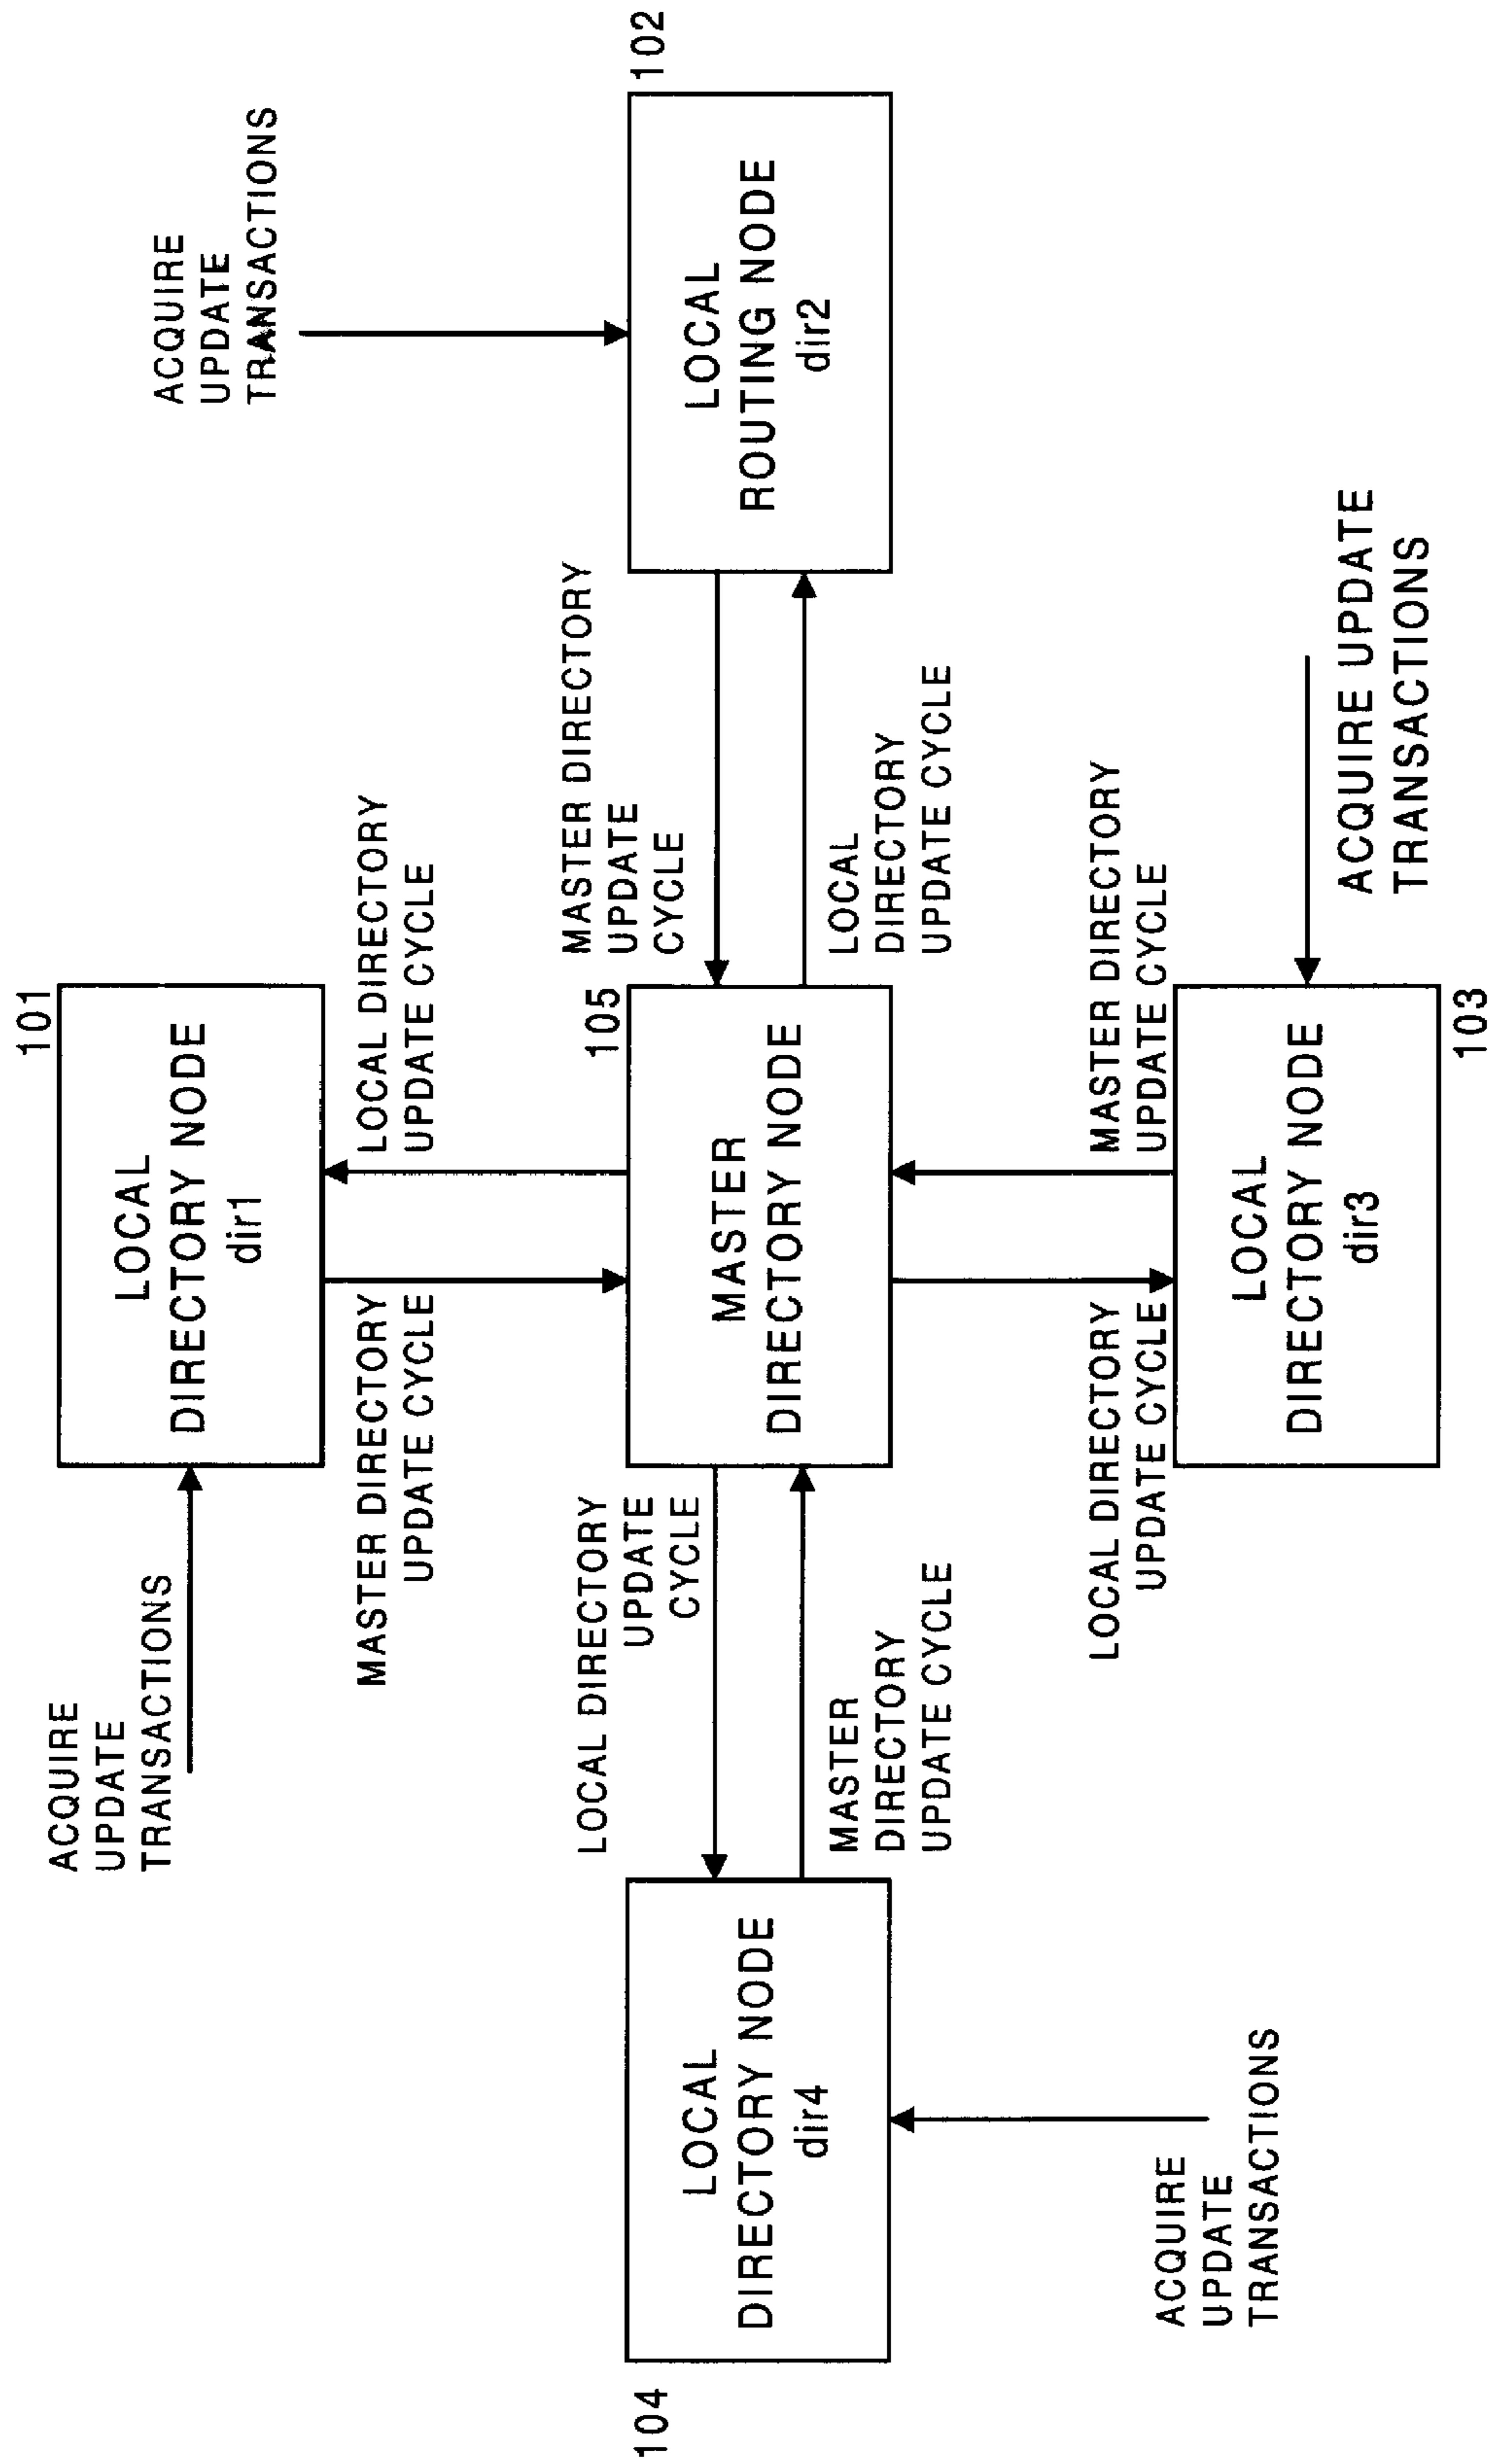 101
LOCAL
DIRECTORY NODE
dir1
ACQUIRE
UPDATE
TRANSACTIONS
ACQUIRE
UPDATE
TRANSACTIONS
MASTER DIRECTORY
UPDATE CYCLE
LOCAL DIRECTORY
UPDATE CYCLE
104
LOCAL
DIRECTORY NODE
dir4
LOCAL DIRECTORY
UPDATE
CYCLE
MASTER
DIRECTORY
UPDATE CYCLE
105
MASTER
DIRECTORY NODE
MASTER DIRECTORY
UPDATE
CYCLE
LOCAL
DIRECTORY
UPDATE CYCLE
102
LOCAL
ROUTING NODE
dir2
LOCAL DIRECTORY
UPDATE CYCLE
MASTER DIRECTORY
UPDATE CYCLE
ACQUIRE
UPDATE
TRANSACTIONS
LOCAL
DIRECTORY NODE
dir3
103
ACQUIRE UPDATE
TRANSACTIONS